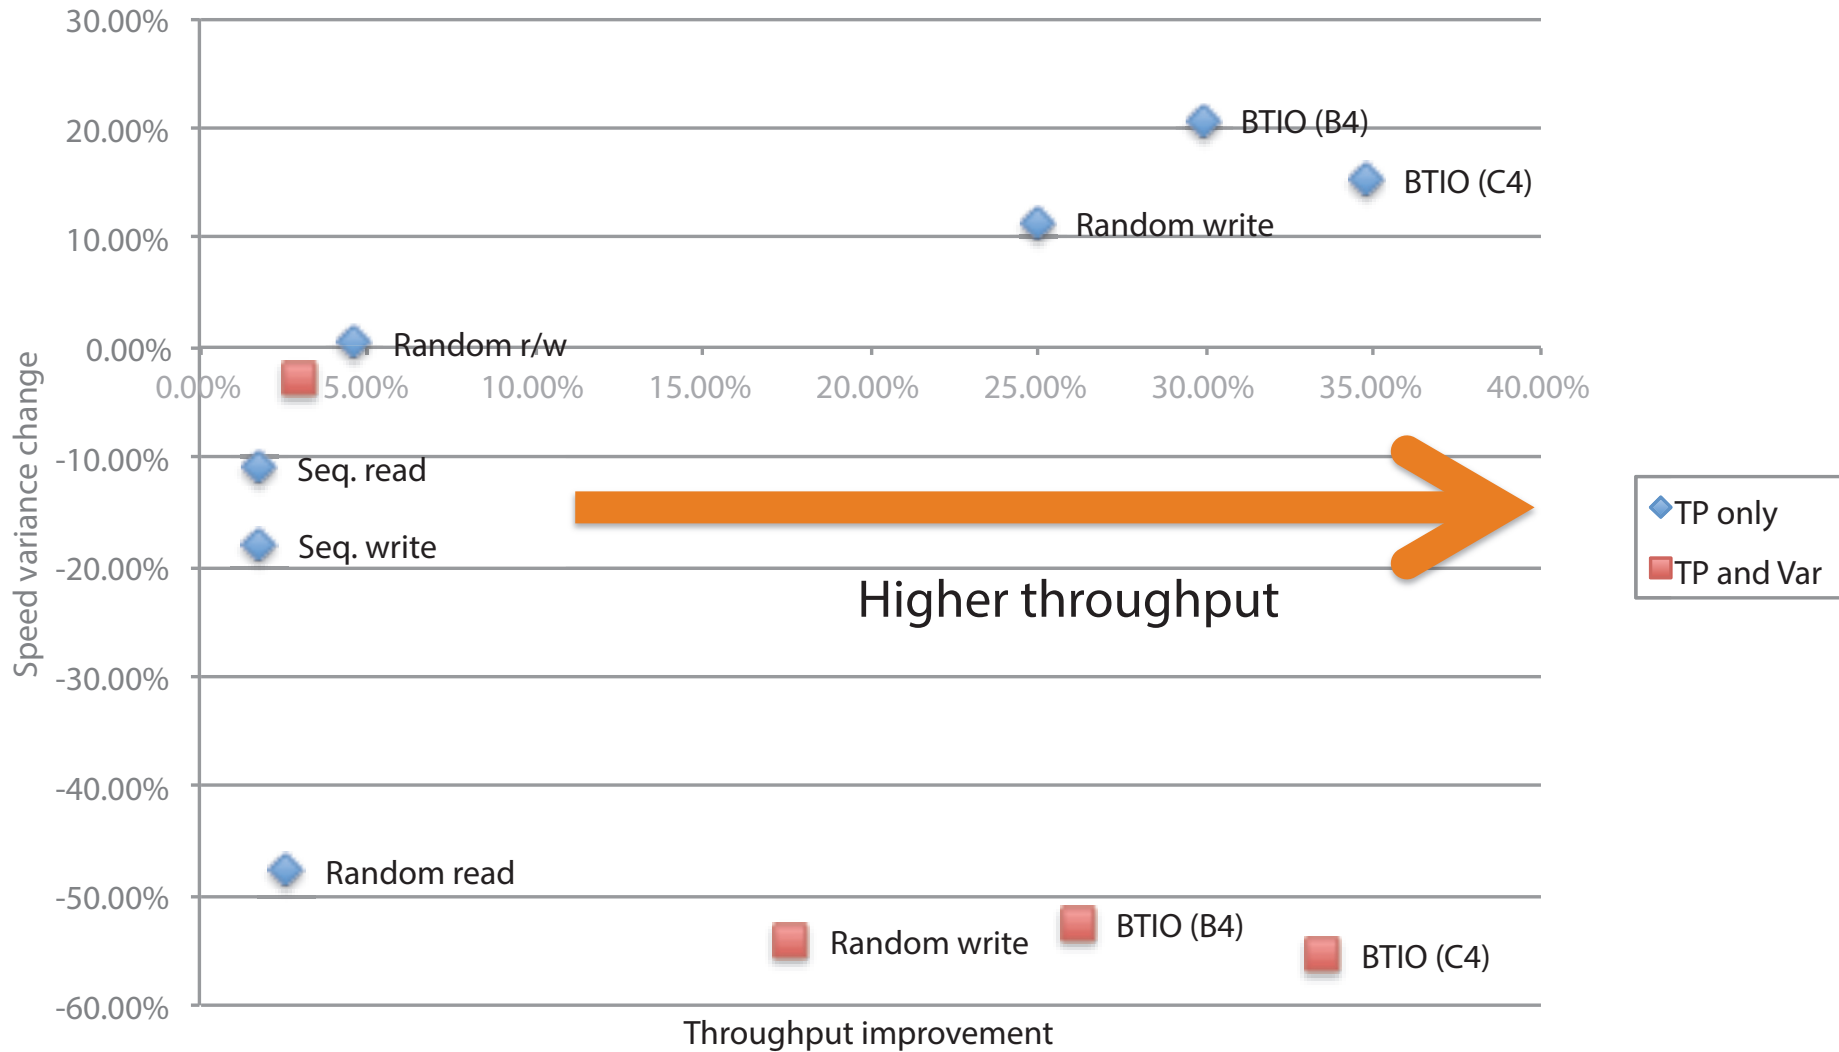 30.00%
20.00%
BTIO (B4)
BTIO (C4)
10.00%
Random write
0.00%
Random r/w
0.00%
5.00%
10.00%
15.00%
20.00%
25.00%
30.00%
35.00%
40.00%
Speed variance change
-10.00%
Seq. read
TP only
Seq. write
-20.00%
TP and Var
Higher throughput
-30.00%
-40.00%
Random read
-50.00%
BTIO (B4)
Random write
BTIO (C4)
-60.00%
Throughput improvement